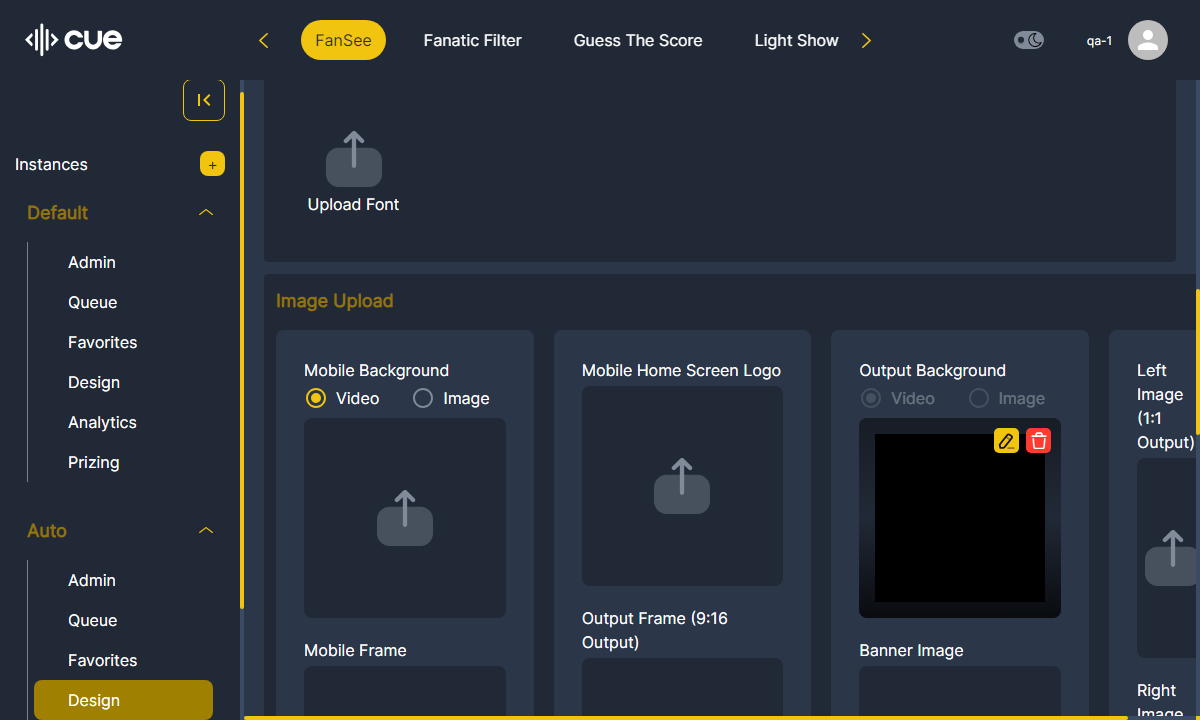 cue
FanSee
Fanatic Filter
Guess The Score
Light Show
qa-1
Instances
+
Default
Admin
Queue
Favorites
Design
Analytics
Prizing
Auto
Admin
Queue
Favorites
Design
Upload Font
Image Upload
Mobile Background
Video
Image
Mobile Frame
Mobile Home Screen Logo
Output Frame (9:16
Output)
Output Background
Video
Image
Banner Image
Left
Image
(1:1
Output)
Right
Image